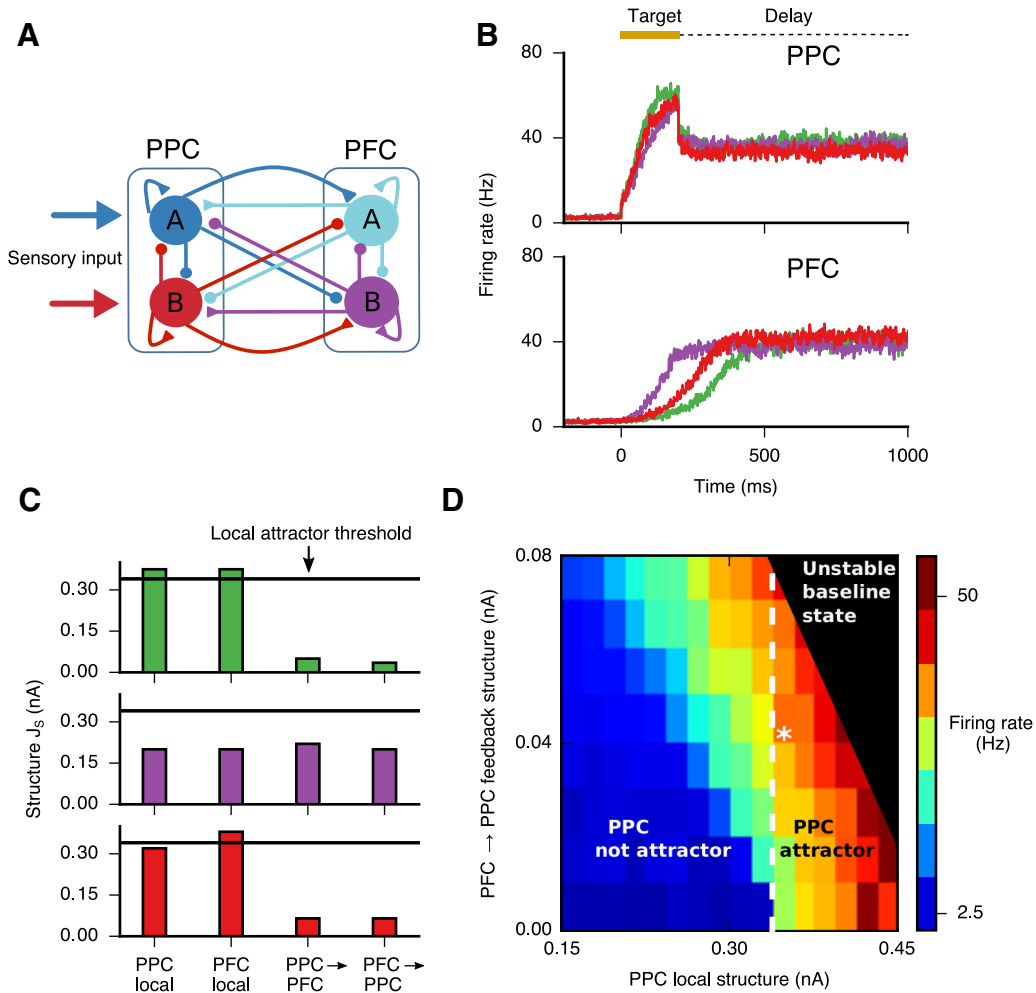 A
PPC
PFC
A
A
Sensory input
B
B
B
Target
Delay
80
PPC
40
0
Firing rate (Hz)
80
PFC
40
0
0
500
1000
Time (ms)
C
Local attractor threshold
0.30
0.15
0.00
Structure JS (nA)
0.30
0.15
0.00
0.30
0.15
0.00
PPC local
PFC local
PPC → PFC
PFC → PPC
D
0.08
Unstable
baseline
state
50
PFC → PPC feedback structure (nA)
0.04
*
Firing rate
(Hz)
PPC
not attractor
PPC
attractor
2.5
0.00
0.15
0.30
0.45
PPC local structure (nA)